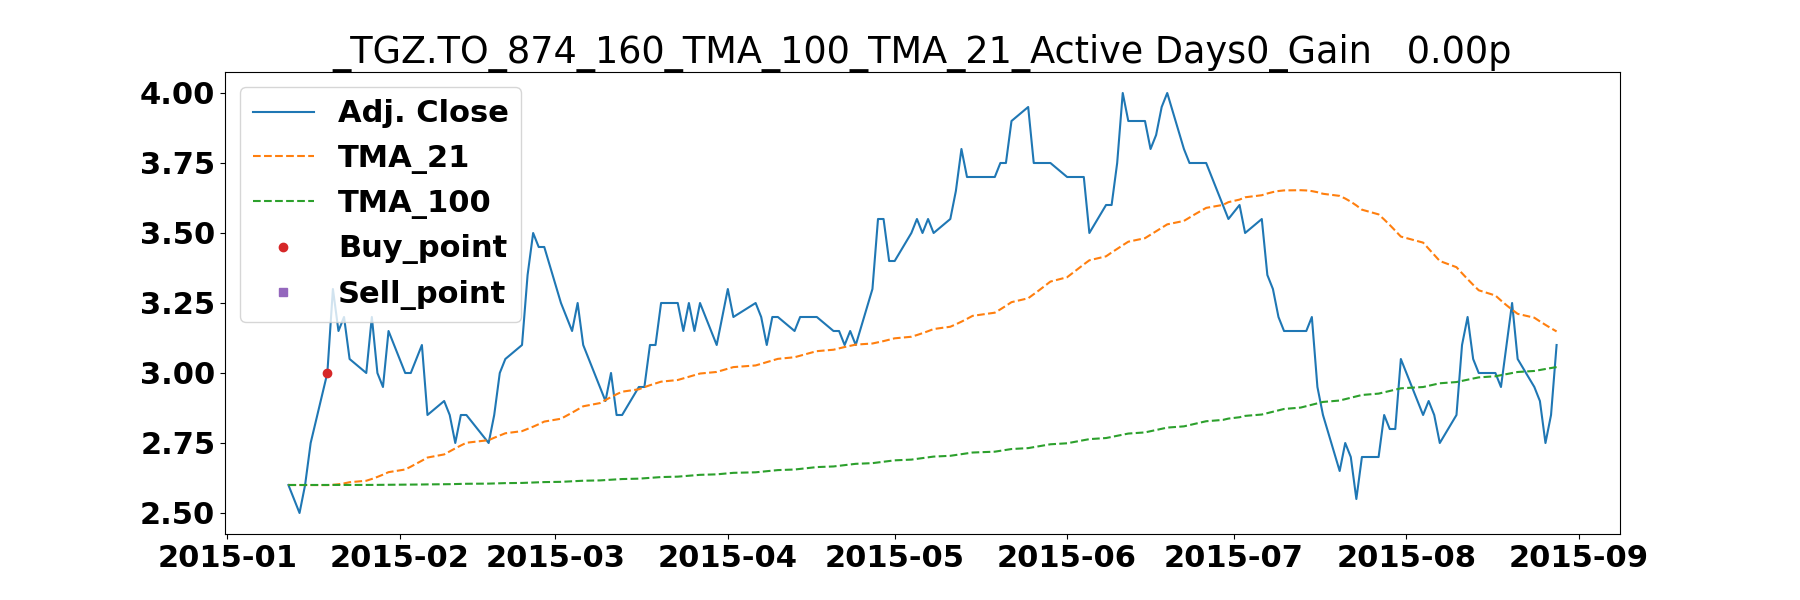 _TGZ.TO_874_160_TMA_100_TMA_21_Active Days0_Gain   0.00p
4.00
3.75
3.50
3.25
3.00
2.75
2.50
Adj. Close
TMA_21
TMA_100
Buy_point
Sell_point
2015-01 2015-02 2015-03 2015-04 2015-05 2015-06 2015-07 2015-08 2015-09